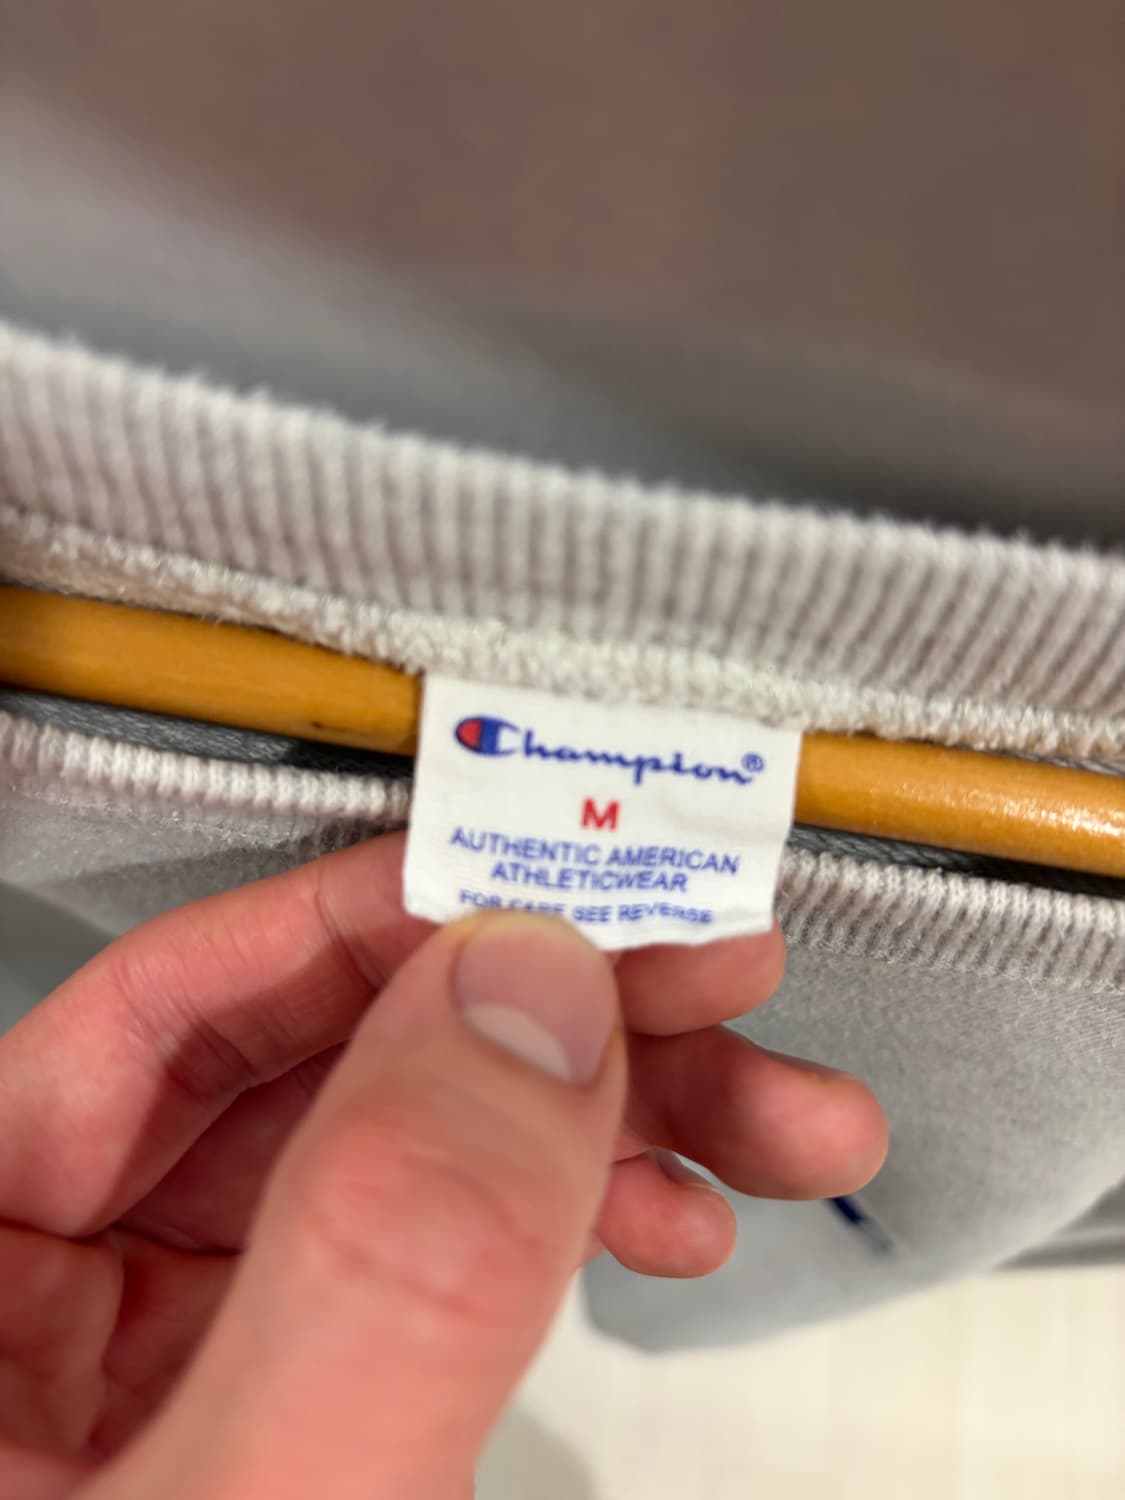 Champion®
M
AUTHENTIC AMERICAN
ATHLETICWEAR
FOR CARE SEE REVERSE